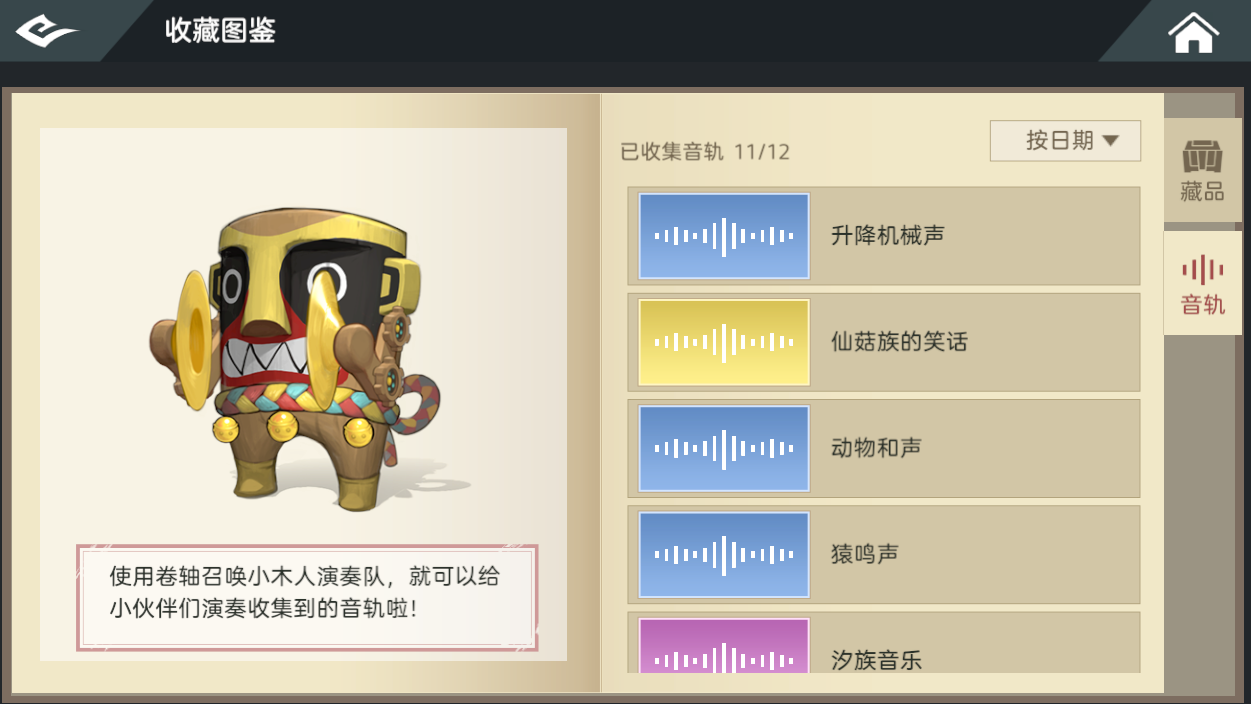 收藏图鉴
已收集音轨 11/12
按日期
藏品
音轨
升降机械声
仙菇族的笑话
动物和声
猿鸣声
汐族音乐
使用卷轴召唤小木人演奏队，就可以给
小伙伴们演奏收集到的音轨啦！